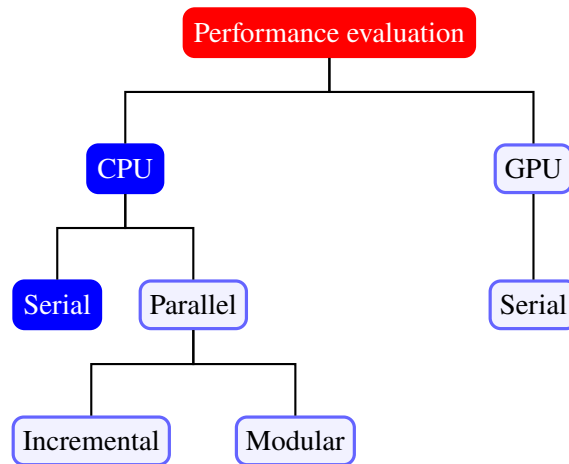 Performance evaluation
CPU
GPU
Serial
Parallel
Serial
Incremental
Modular